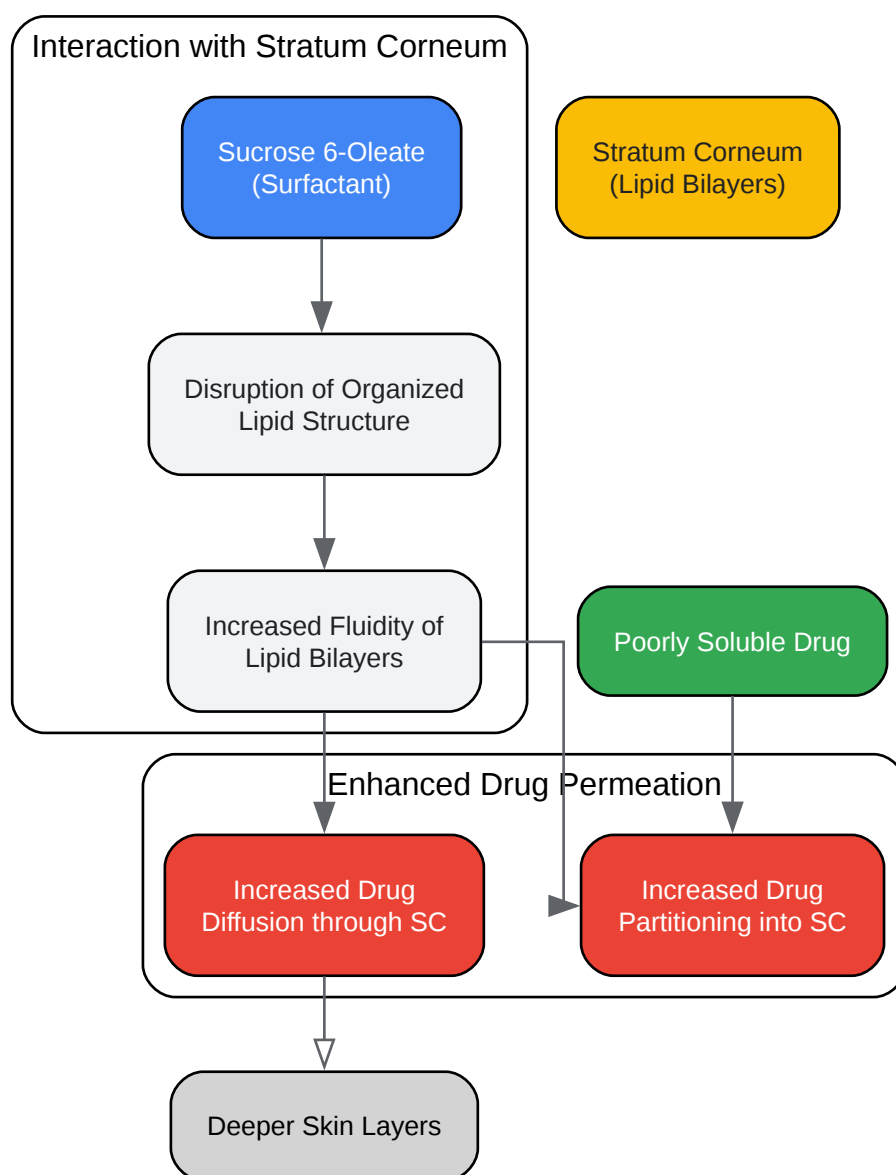 Interaction with Stratum Corneum
Sucrose 6-Oleate
(Surfactant)
Stratum Corneum
(Lipid Bilayers)
Disruption of Organized
Lipid Structure
Increased Fluidity of
Lipid Bilayers
Poorly Soluble Drug
Enhanced Drug Permeation
Increased Drug
Diffusion through SC
Increased Drug
Partitioning into SC
Deeper Skin Layers